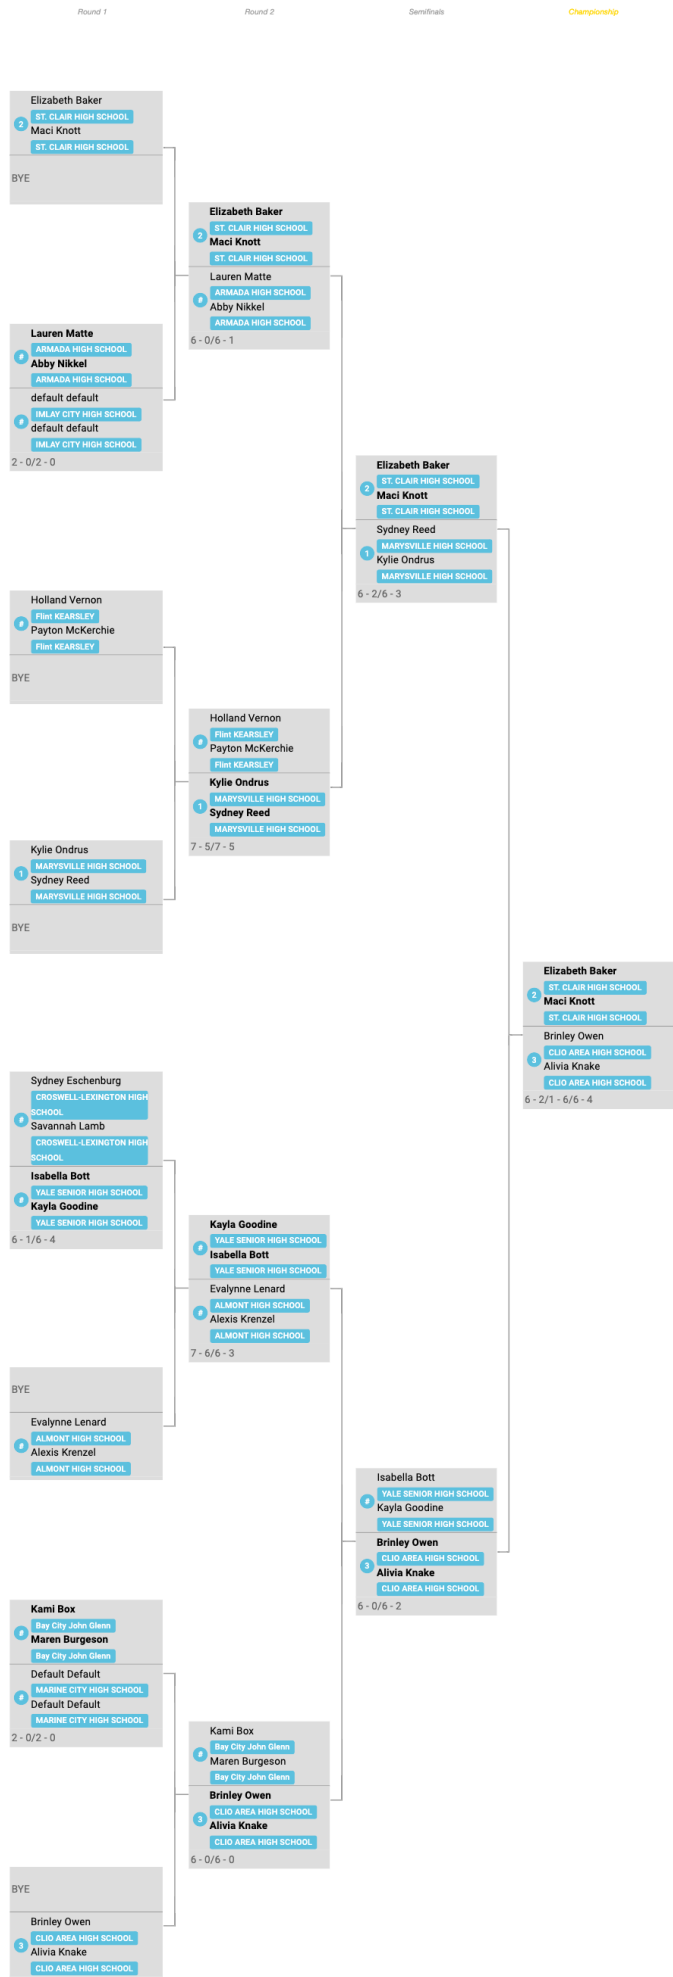 Round 1
Round 2
Semifinals
Championship
Elizabeth Baker
2
ST. CLAIR HIGH SCHOOL
Maci Knott
ST. CLAIR HIGH SCHOOL
BYE
Lauren Matte
#
ARMADA HIGH SCHOOL
Abby Nikkel
ARMADA HIGH SCHOOL
default default
#
IMLAY CITY HIGH SCHOOL
default default
IMLAY CITY HIGH SCHOOL
2 - 0/2 - 0
Holland Vernon
#
Flint KEARSLEY
Payton McKerchie
Flint KEARSLEY
BYE
Kylie Ondrus
1
MARYSVILLE HIGH SCHOOL
Sydney Reed
MARYSVILLE HIGH SCHOOL
BYE
Sydney Eschenburg
#
CROSWELL-LEXINGTON HIGH
SCHOOL
Savannah Lamb
CROSWELL-LEXINGTON HIGH
SCHOOL
Isabella Bott
#
YALE SENIOR HIGH SCHOOL
Kayla Goodine
YALE SENIOR HIGH SCHOOL
6 - 1/6 - 4
BYE
Evalynne Lenard
#
ALMONT HIGH SCHOOL
Alexis Krenzel
ALMONT HIGH SCHOOL
Kami Box
#
Bay City John Glenn
Maren Burgeson
Bay City John Glenn
Default Default
#
MARINE CITY HIGH SCHOOL
Default Default
MARINE CITY HIGH SCHOOL
2 - 0/2 - 0
BYE
Brinley Owen
3
CLIO AREA HIGH SCHOOL
Alivia Knake
CLIO AREA HIGH SCHOOL
Elizabeth Baker
2
ST. CLAIR HIGH SCHOOL
Maci Knott
ST. CLAIR HIGH SCHOOL
Lauren Matte
#
ARMADA HIGH SCHOOL
Abby Nikkel
ARMADA HIGH SCHOOL
6 - 0/6 - 1
Holland Vernon
#
Flint KEARSLEY
Payton McKerchie
Flint KEARSLEY
Kylie Ondrus
1
MARYSVILLE HIGH SCHOOL
Sydney Reed
MARYSVILLE HIGH SCHOOL
7 - 5/7 - 5
Kayla Goodine
#
YALE SENIOR HIGH SCHOOL
Isabella Bott
YALE SENIOR HIGH SCHOOL
Evalynne Lenard
#
ALMONT HIGH SCHOOL
Alexis Krenzel
ALMONT HIGH SCHOOL
7 - 6/6 - 3
Kami Box
#
Bay City John Glenn
Maren Burgeson
Bay City John Glenn
Brinley Owen
3
CLIO AREA HIGH SCHOOL
Alivia Knake
CLIO AREA HIGH SCHOOL
6 - 0/6 - 0
Elizabeth Baker
2
ST. CLAIR HIGH SCHOOL
Maci Knott
ST. CLAIR HIGH SCHOOL
Sydney Reed
1
MARYSVILLE HIGH SCHOOL
Kylie Ondrus
MARYSVILLE HIGH SCHOOL
6 - 2/6 - 3
Isabella Bott
#
YALE SENIOR HIGH SCHOOL
Kayla Goodine
YALE SENIOR HIGH SCHOOL
Brinley Owen
3
CLIO AREA HIGH SCHOOL
Alivia Knake
CLIO AREA HIGH SCHOOL
6 - 0/6 - 2
Elizabeth Baker
2
ST. CLAIR HIGH SCHOOL
Maci Knott
ST. CLAIR HIGH SCHOOL
Brinley Owen
3
CLIO AREA HIGH SCHOOL
Alivia Knake
CLIO AREA HIGH SCHOOL
6 - 2/1 - 6/6 - 4